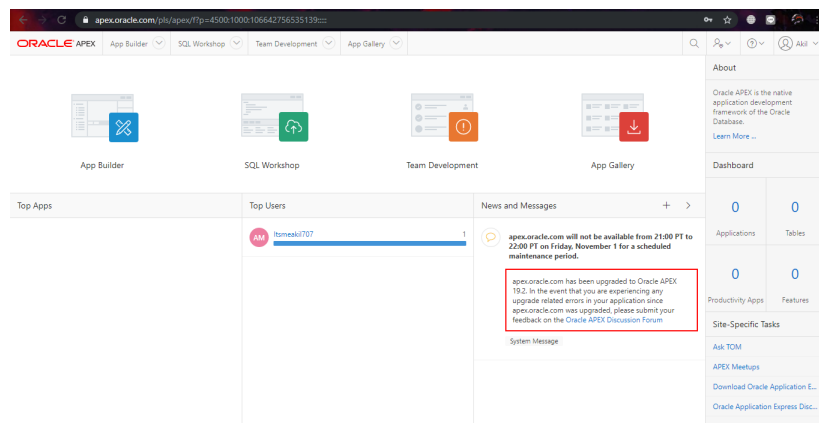 apex.oracle.com/pls/apex/f?p=4500:1000:106642756535139::::
ORACLE APEX App Builder SQL Workshop Team Development App Gallery Akil
About
Oracle APEX is the native
application development
framework of the Oracle
Database.
Learn More ...
App Builder SQL Workshop Team Development App Gallery
Dashboard
0 0
Applications Tables
0 0
Productivity Apps Features
Top Apps
Top Users
AM Itsmeakil707 1
News and Messages
apex.oracle.com will not be available from 21:00 PT to
22:00 PT on Friday, November 1 for a scheduled
maintenance period.
apex.oracle.com has been upgraded to Oracle APEX
19.2. In the event that you are experiencing any
upgrade related errors in your application since
apex.oracle.com was upgraded, please submit your
feedback on the Oracle APEX Discussion Forum
System Message
Site-Specific Tasks
Ask TOM
APEX Meetups
Download Oracle Application E...
Oracle Application Express Disc...